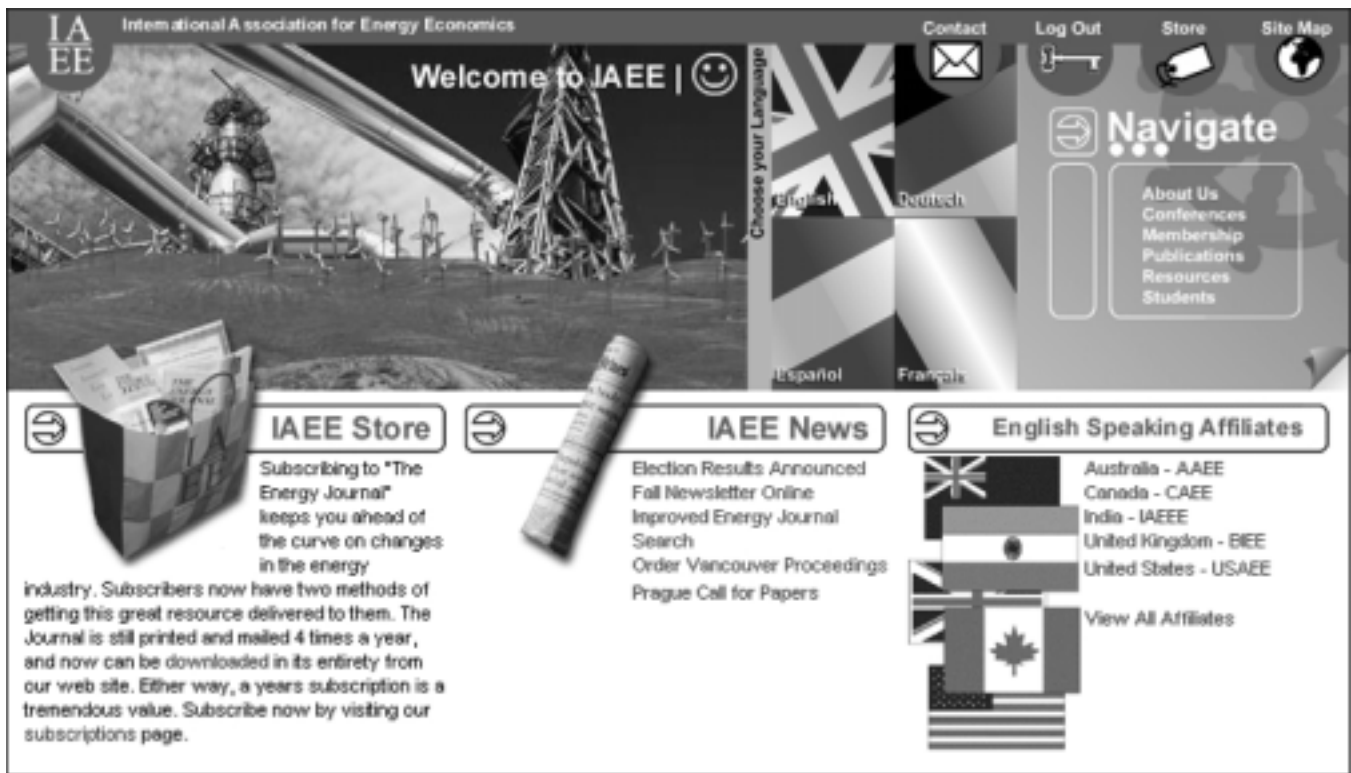 IA
EE
International Association for Energy Economics
Contact
Log Out
Store
Site Map
Welcome to IAEE |
Choose your Language
English
Deutsch
Español
Français
Navigate
About Us
Conferences
Membership
Publications
Resources
Students
IAEE Store
Subscribing to "The
Energy Journal"
keeps you ahead of
the curve on changes
in the energy
industry. Subscribers now have two methods of
getting this great resource delivered to them. The
Journal is still printed and mailed 4 times a year,
and now can be downloaded in its entirety from
our web site. Either way, a years subscription is a
tremendous value. Subscribe now by visiting our
subscriptions page.
IA
EE
IAEE News
Election Results Announced
Fall Newsletter Online
Improved Energy Journal
Search
Order Vancouver Proceedings
Prague Call for Papers
English Speaking Affiliates
Australia - AAEE
Canada - CAEE
India - IAEEE
United Kingdom - BIEE
United States - USAEE
View All Affiliates